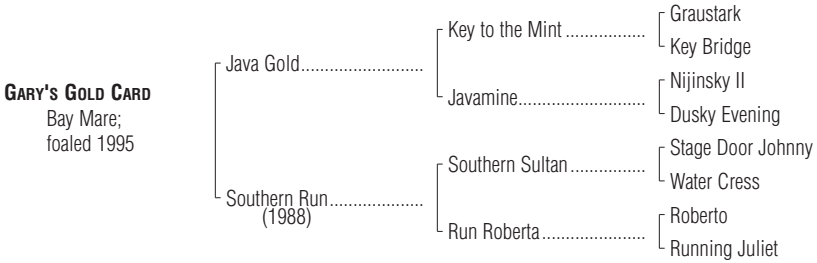 GARY'S GOLD CARD
Bay Mare;
foaled 1995
Java Gold...........................
Southern Run.....................
(1988)
Key to the Mint .................
Javamine...........................
Southern Sultan ................
Run Roberta......................
Graustark
Key Bridge
Nijinsky II
Dusky Evening
Stage Door Johnny
Water Cress
Roberto
Running Juliet